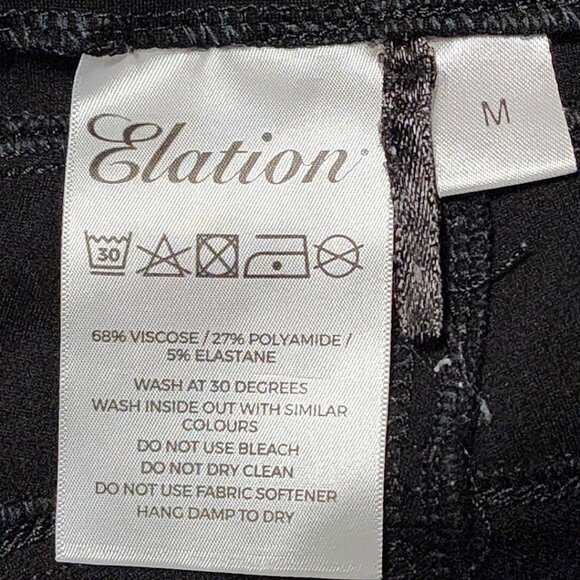 Elation
M
30
68% VISCOSE / 27% POLYAMIDE /
5% ELASTANE
WASH AT 30 DEGREES
WASH INSIDE OUT WITH SIMILAR
COLOURS
DO NOT USE BLEACH
DO NOT DRY CLEAN
DO NOT USE FABRIC SOFTENER
HANG DAMP TO DRY